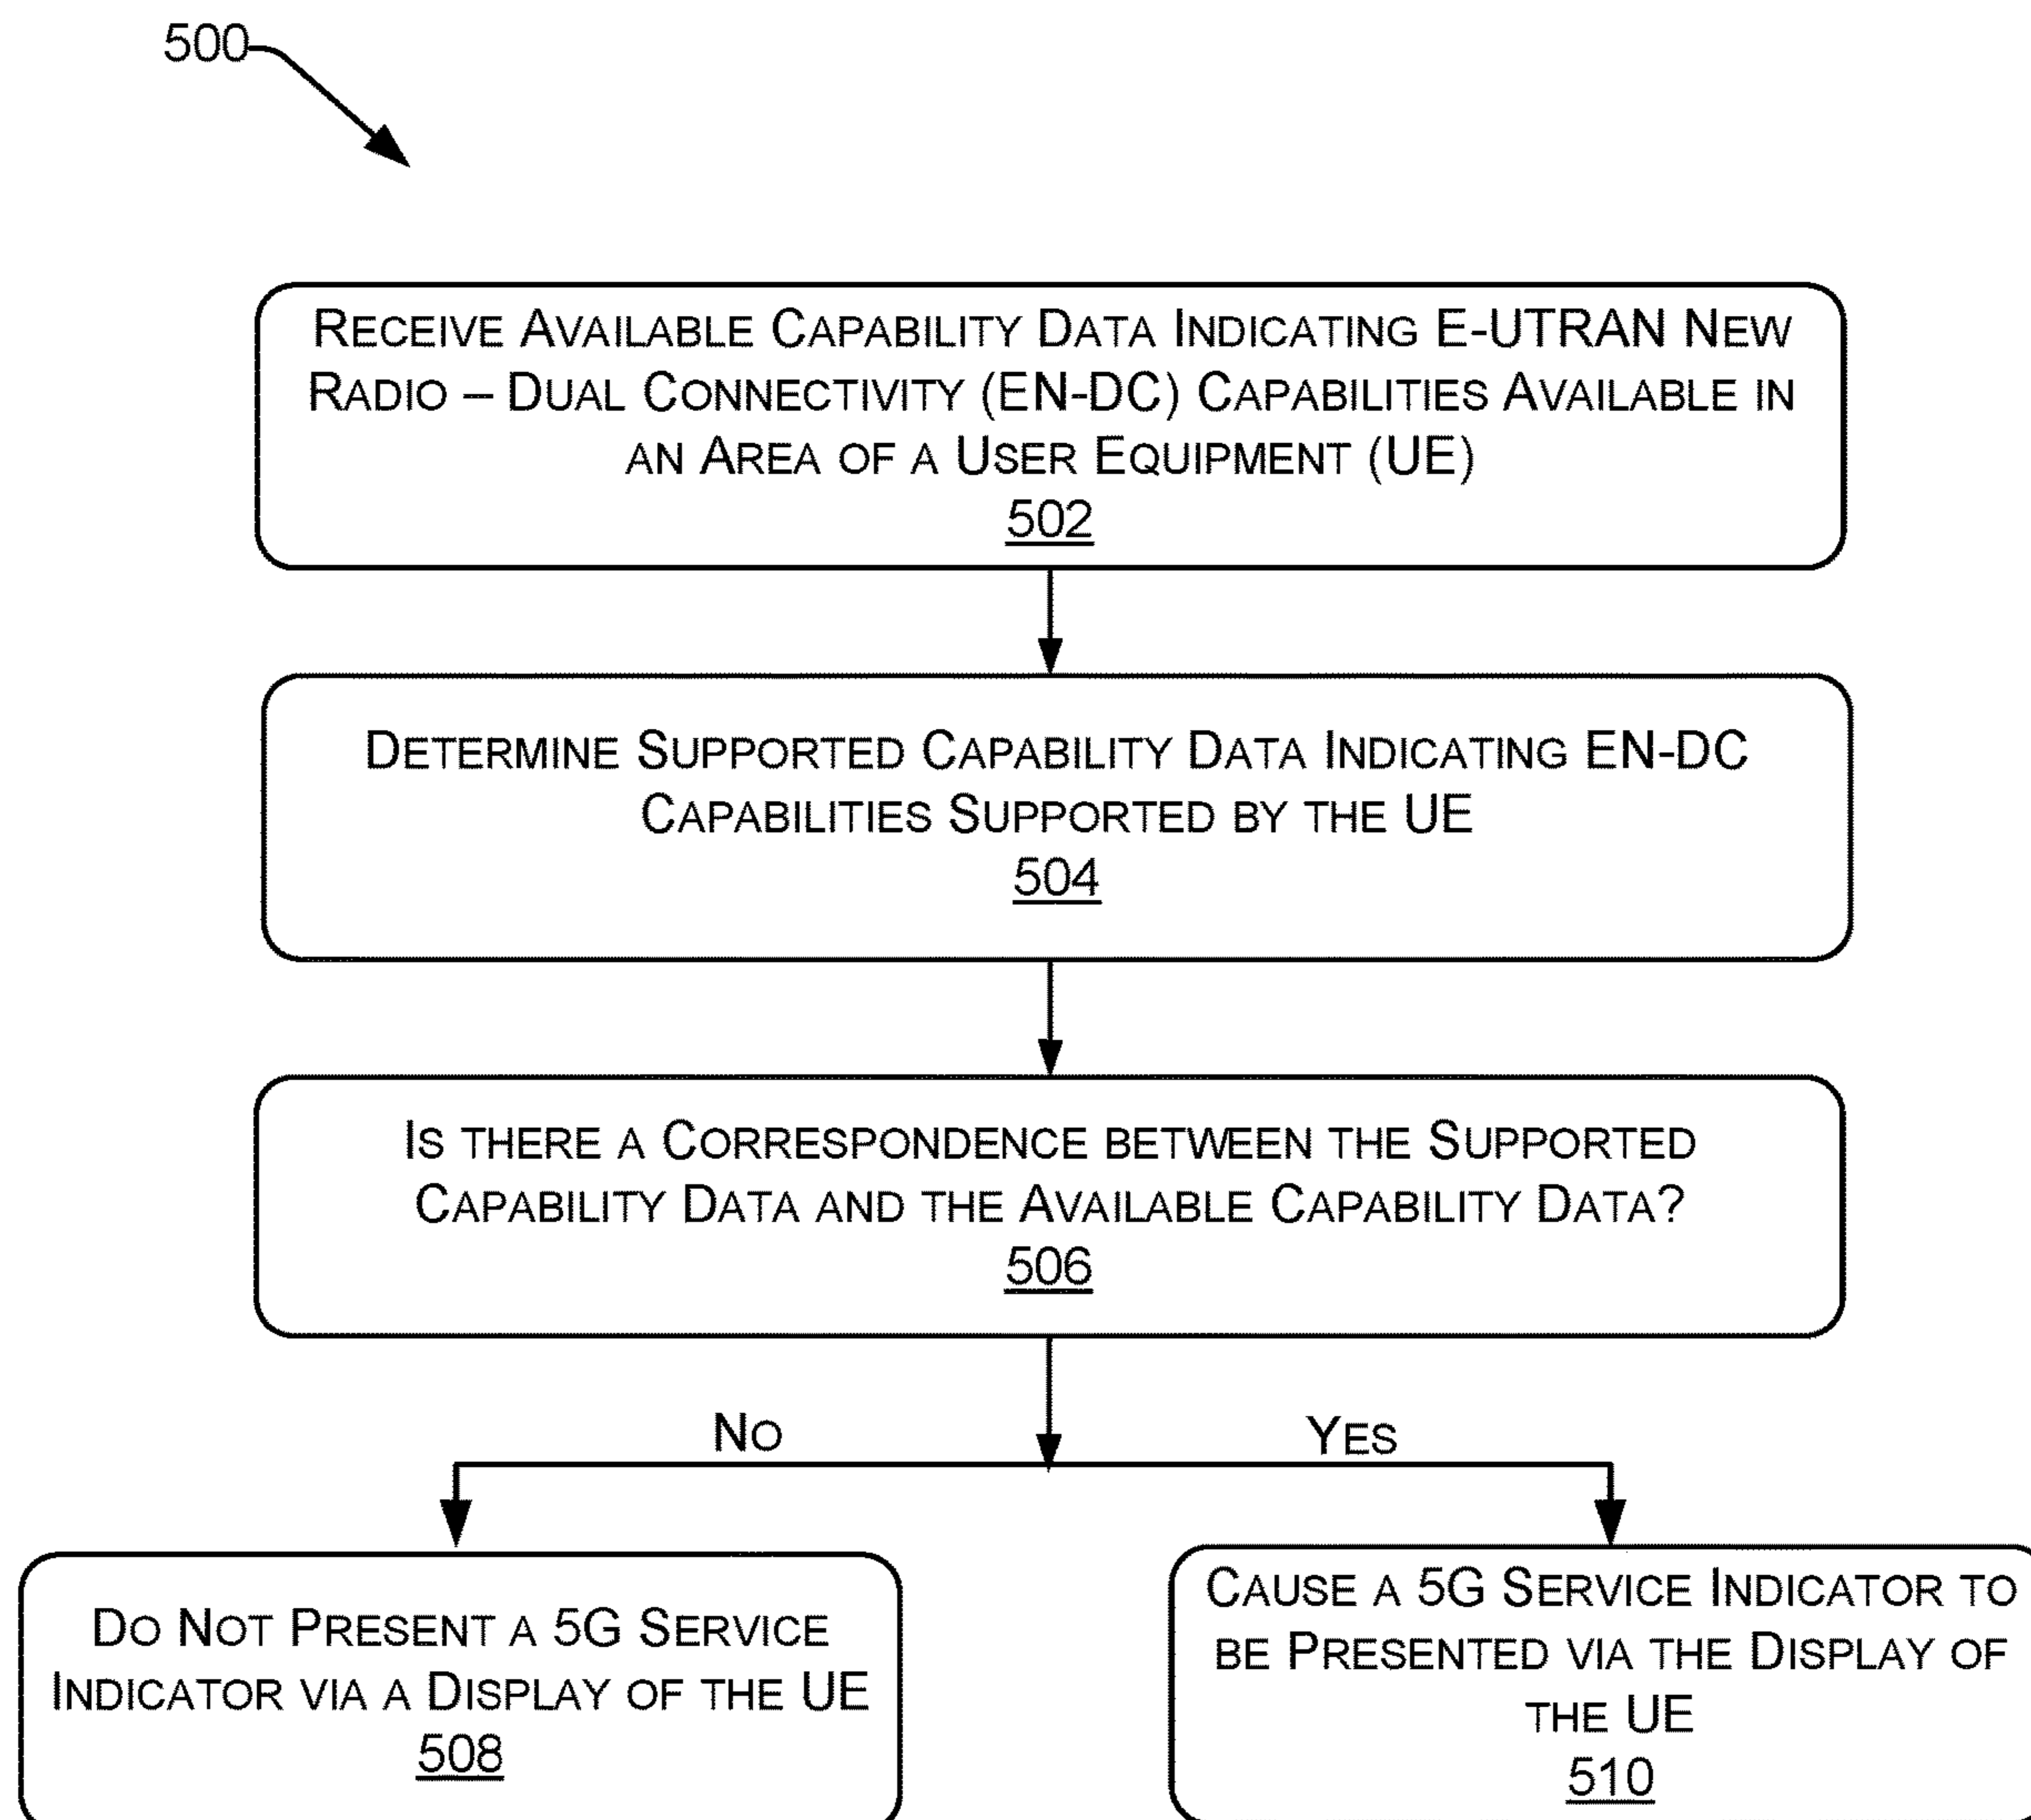 500
RECEIVE AVAILABLE CAPABILITY DATA INDICATING E-UTRAN NEW
RADIO – DUAL CONNECTIVITY (EN-DC) CAPABILITIES AVAILABLE IN
AN AREA OF A USER EQUIPMENT (UE)
502
DETERMINE SUPPORTED CAPABILITY DATA INDICATING EN-DC
CAPABILITIES SUPPORTED BY THE UE
504
IS THERE A CORRESPONDENCE BETWEEN THE SUPPORTED
CAPABILITY DATA AND THE AVAILABLE CAPABILITY DATA?
506
NO
YES
DO NOT PRESENT A 5G SERVICE
INDICATOR VIA A DISPLAY OF THE UE
508
CAUSE A 5G SERVICE INDICATOR TO
BE PRESENTED VIA THE DISPLAY OF
THE UE
510